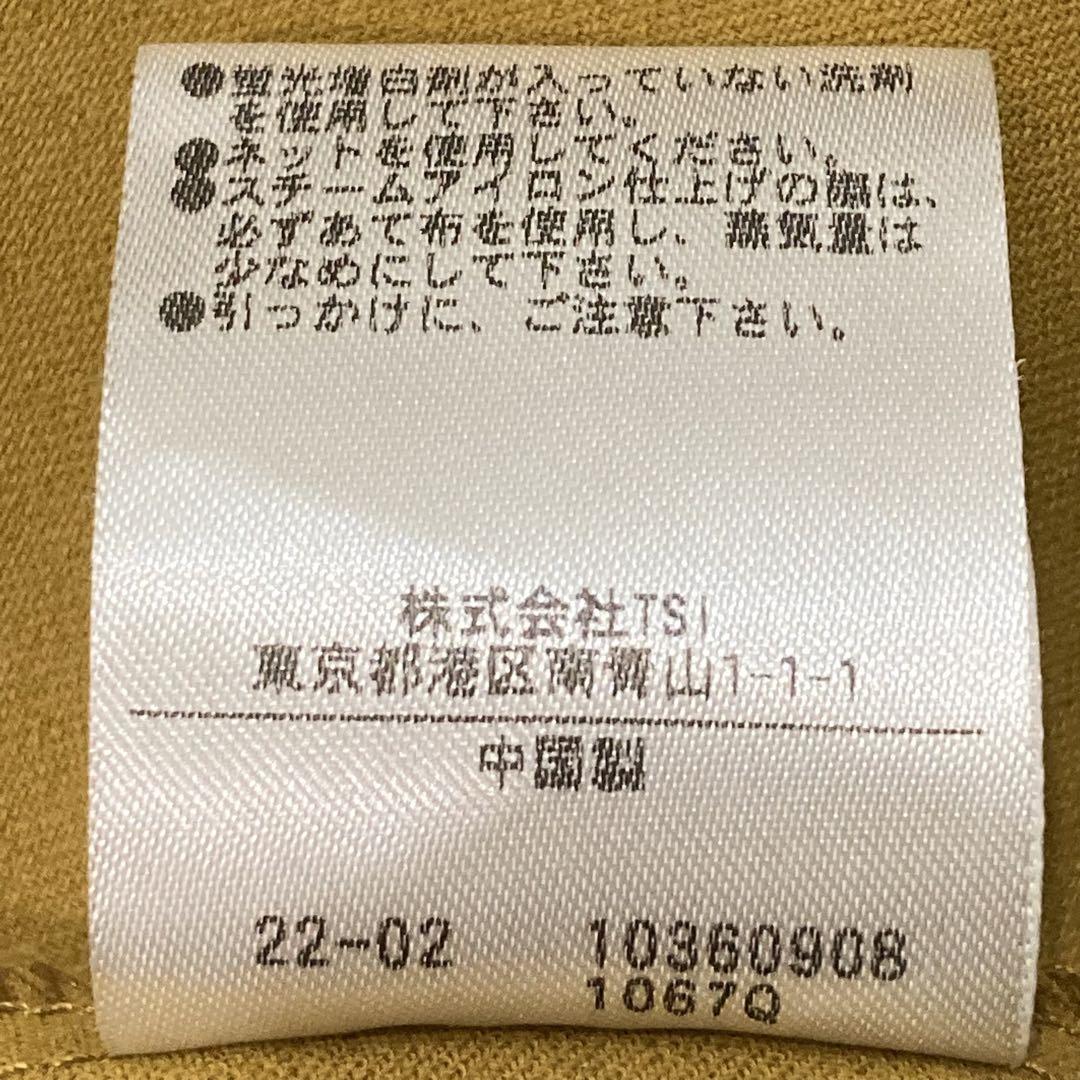 ●蛍光増白剤が入っていない洗剤
を使用して下さい。
●ネットを使用してください。
●スチームアイロン仕上げの際は、
必ずあて布を使用し、蒸気量は
少なめにして下さい。
●引っかけに、ご注意下さい。
株式会社TSI
東京都港区南青山1-1-1
中国製
22-02 10360908
1067Q